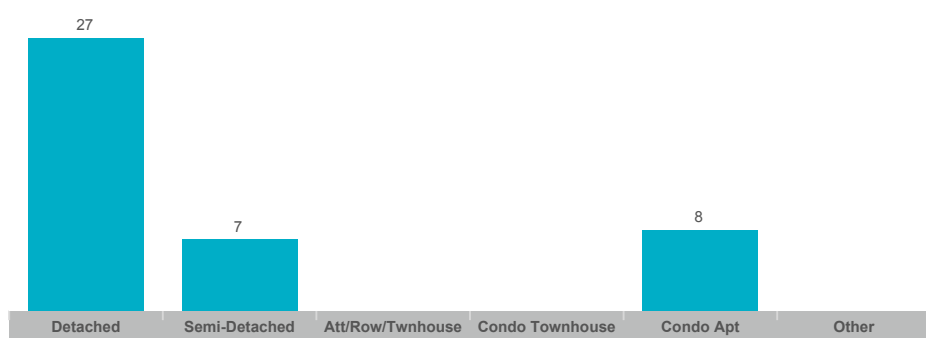 27
7
8
Detached Semi-Detached Att/Row/Twnhouse Condo Townhouse Condo Apt Other